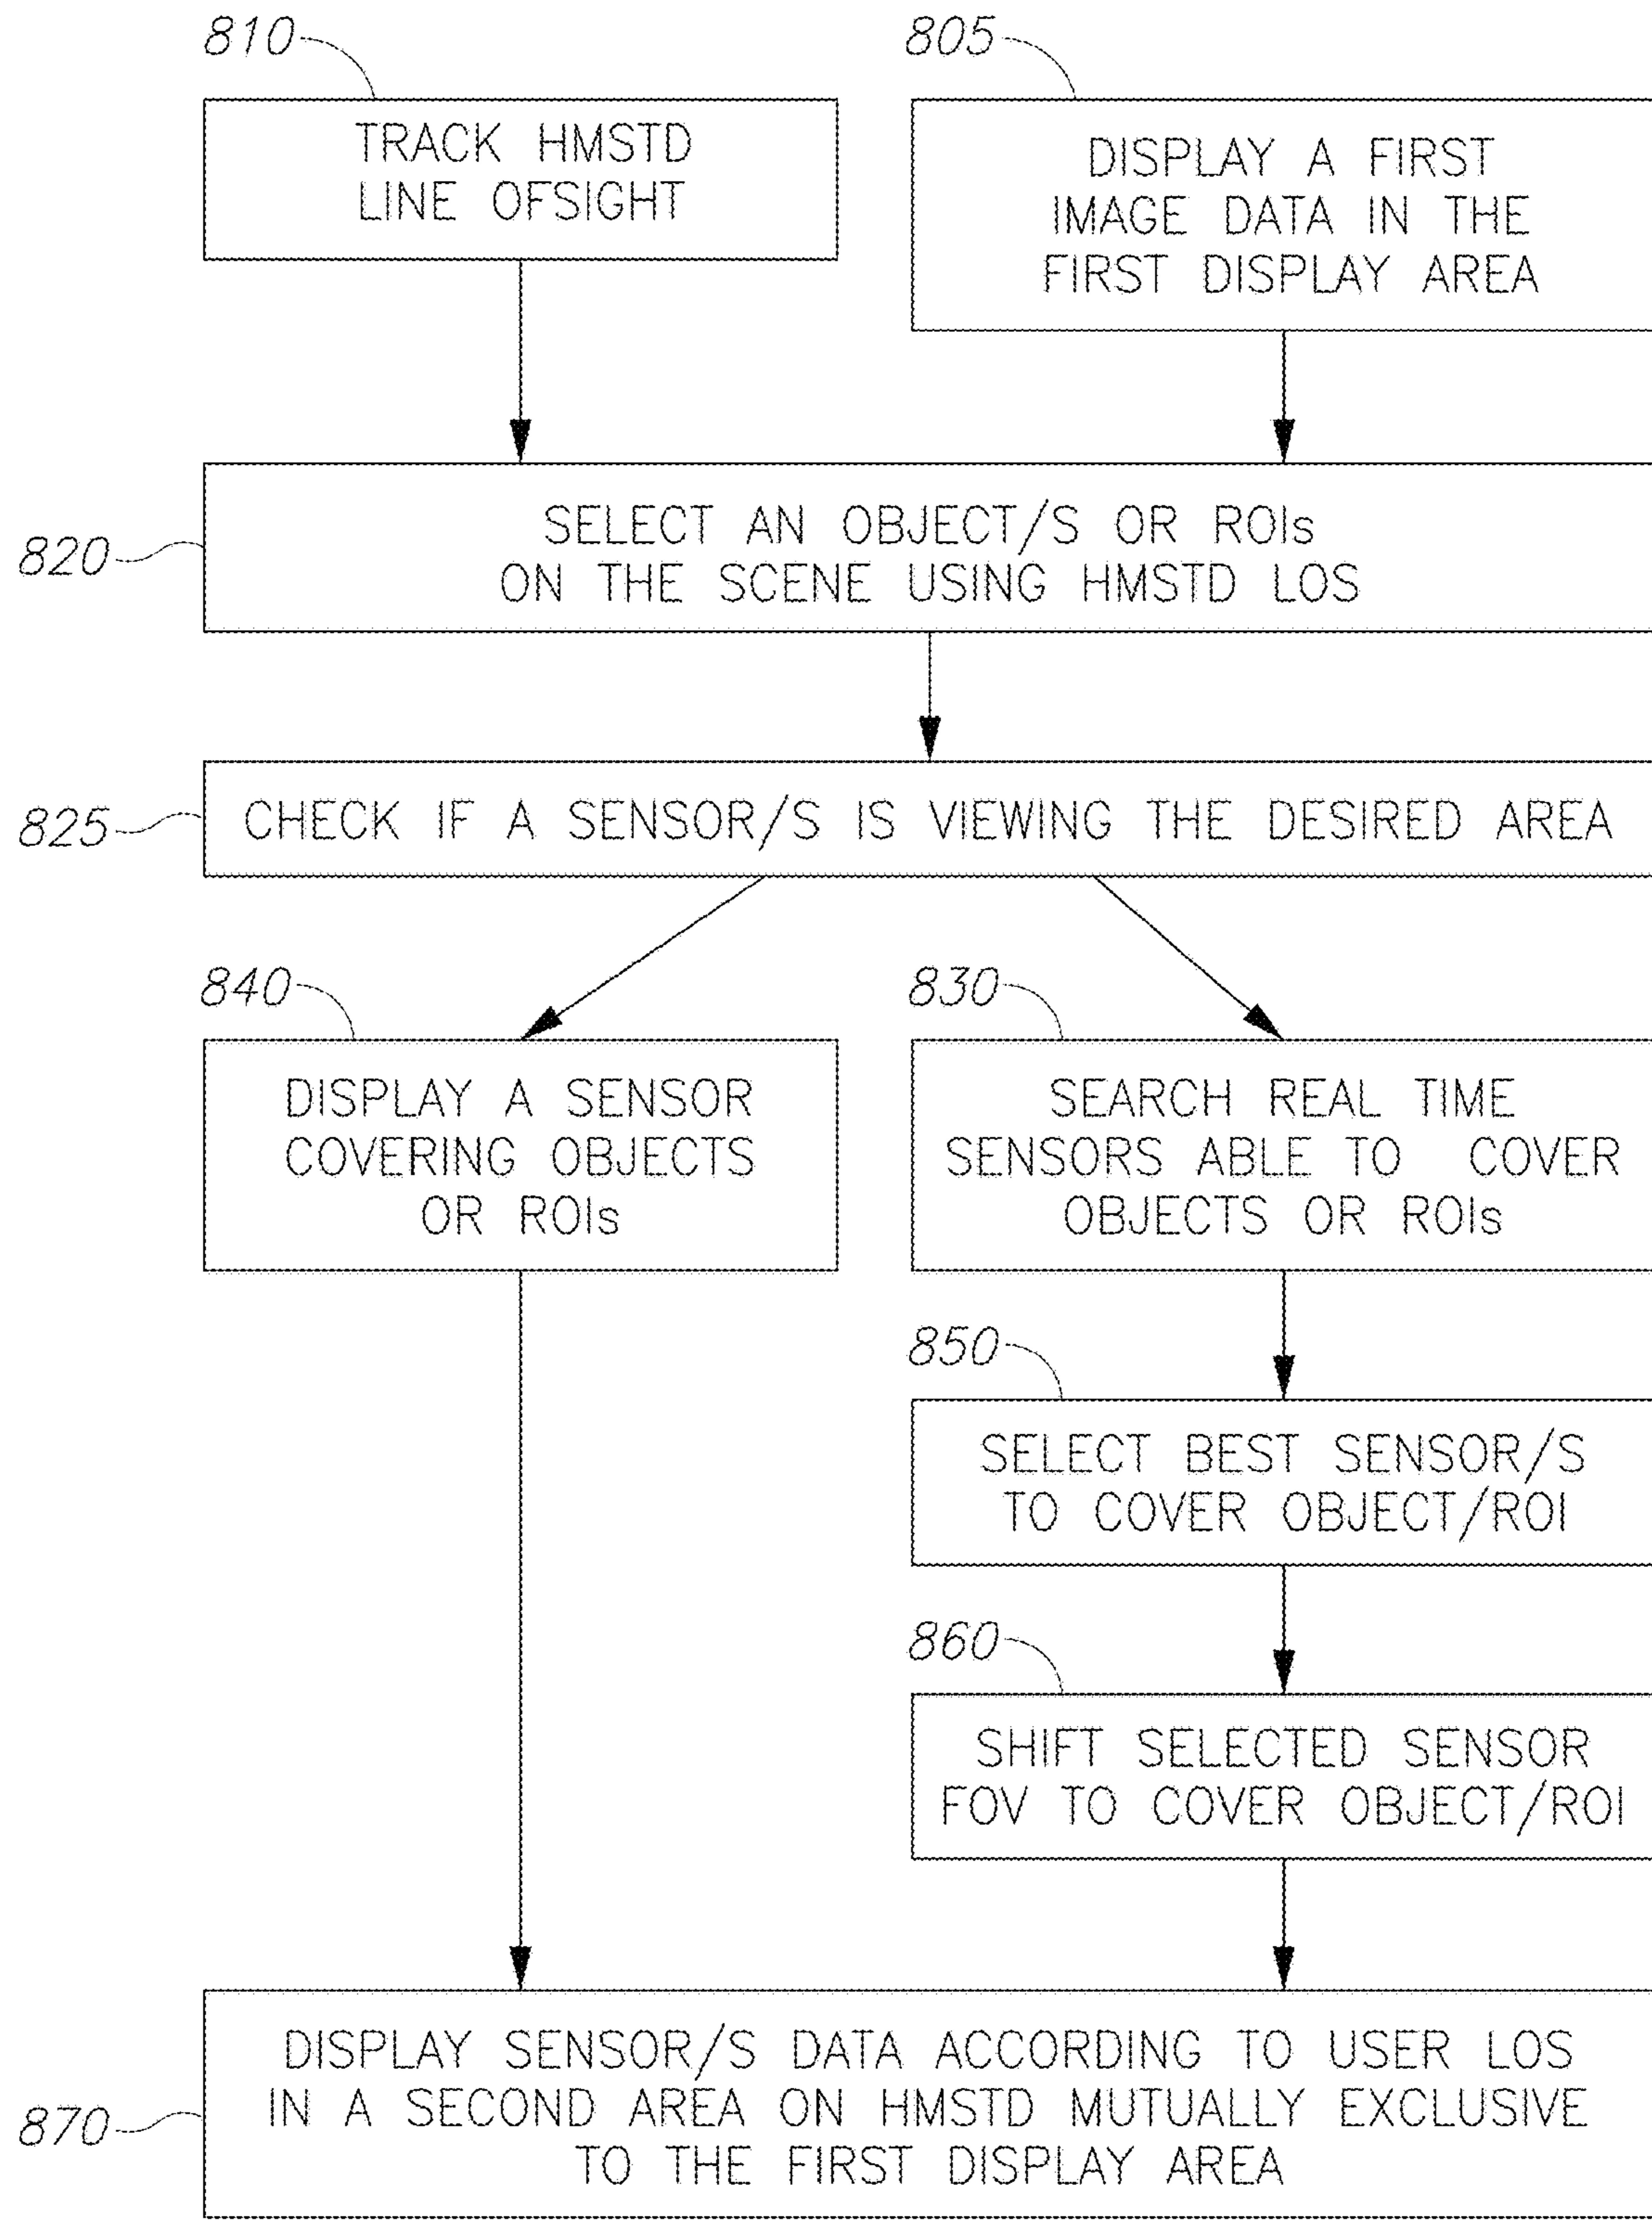 810
TRACK HMSTD
LINE OFSIGHT
805
DISPLAY A FIRST
IMAGE DATA IN THE
FIRST DISPLAY AREA
820
SELECT AN OBJECT/S OR ROIs
ON THE SCENE USING HMSTD LOS
825
CHECK IF A SENSOR/S IS VIEWING THE DESIRED AREA
840
DISPLAY A SENSOR
COVERING OBJECTS
OR ROIs
830
SEARCH REAL TIME
SENSORS ABLE TO COVER
OBJECTS OR ROIs
850
SELECT BEST SENSOR/S
TO COVER OBJECT/ROI
860
SHIFT SELECTED SENSOR
FOV TO COVER OBJECT/ROI
870
DISPLAY SENSOR/S DATA ACCORDING TO USER LOS
IN A SECOND AREA ON HMSTD MUTUALLY EXCLUSIVE
TO THE FIRST DISPLAY AREA